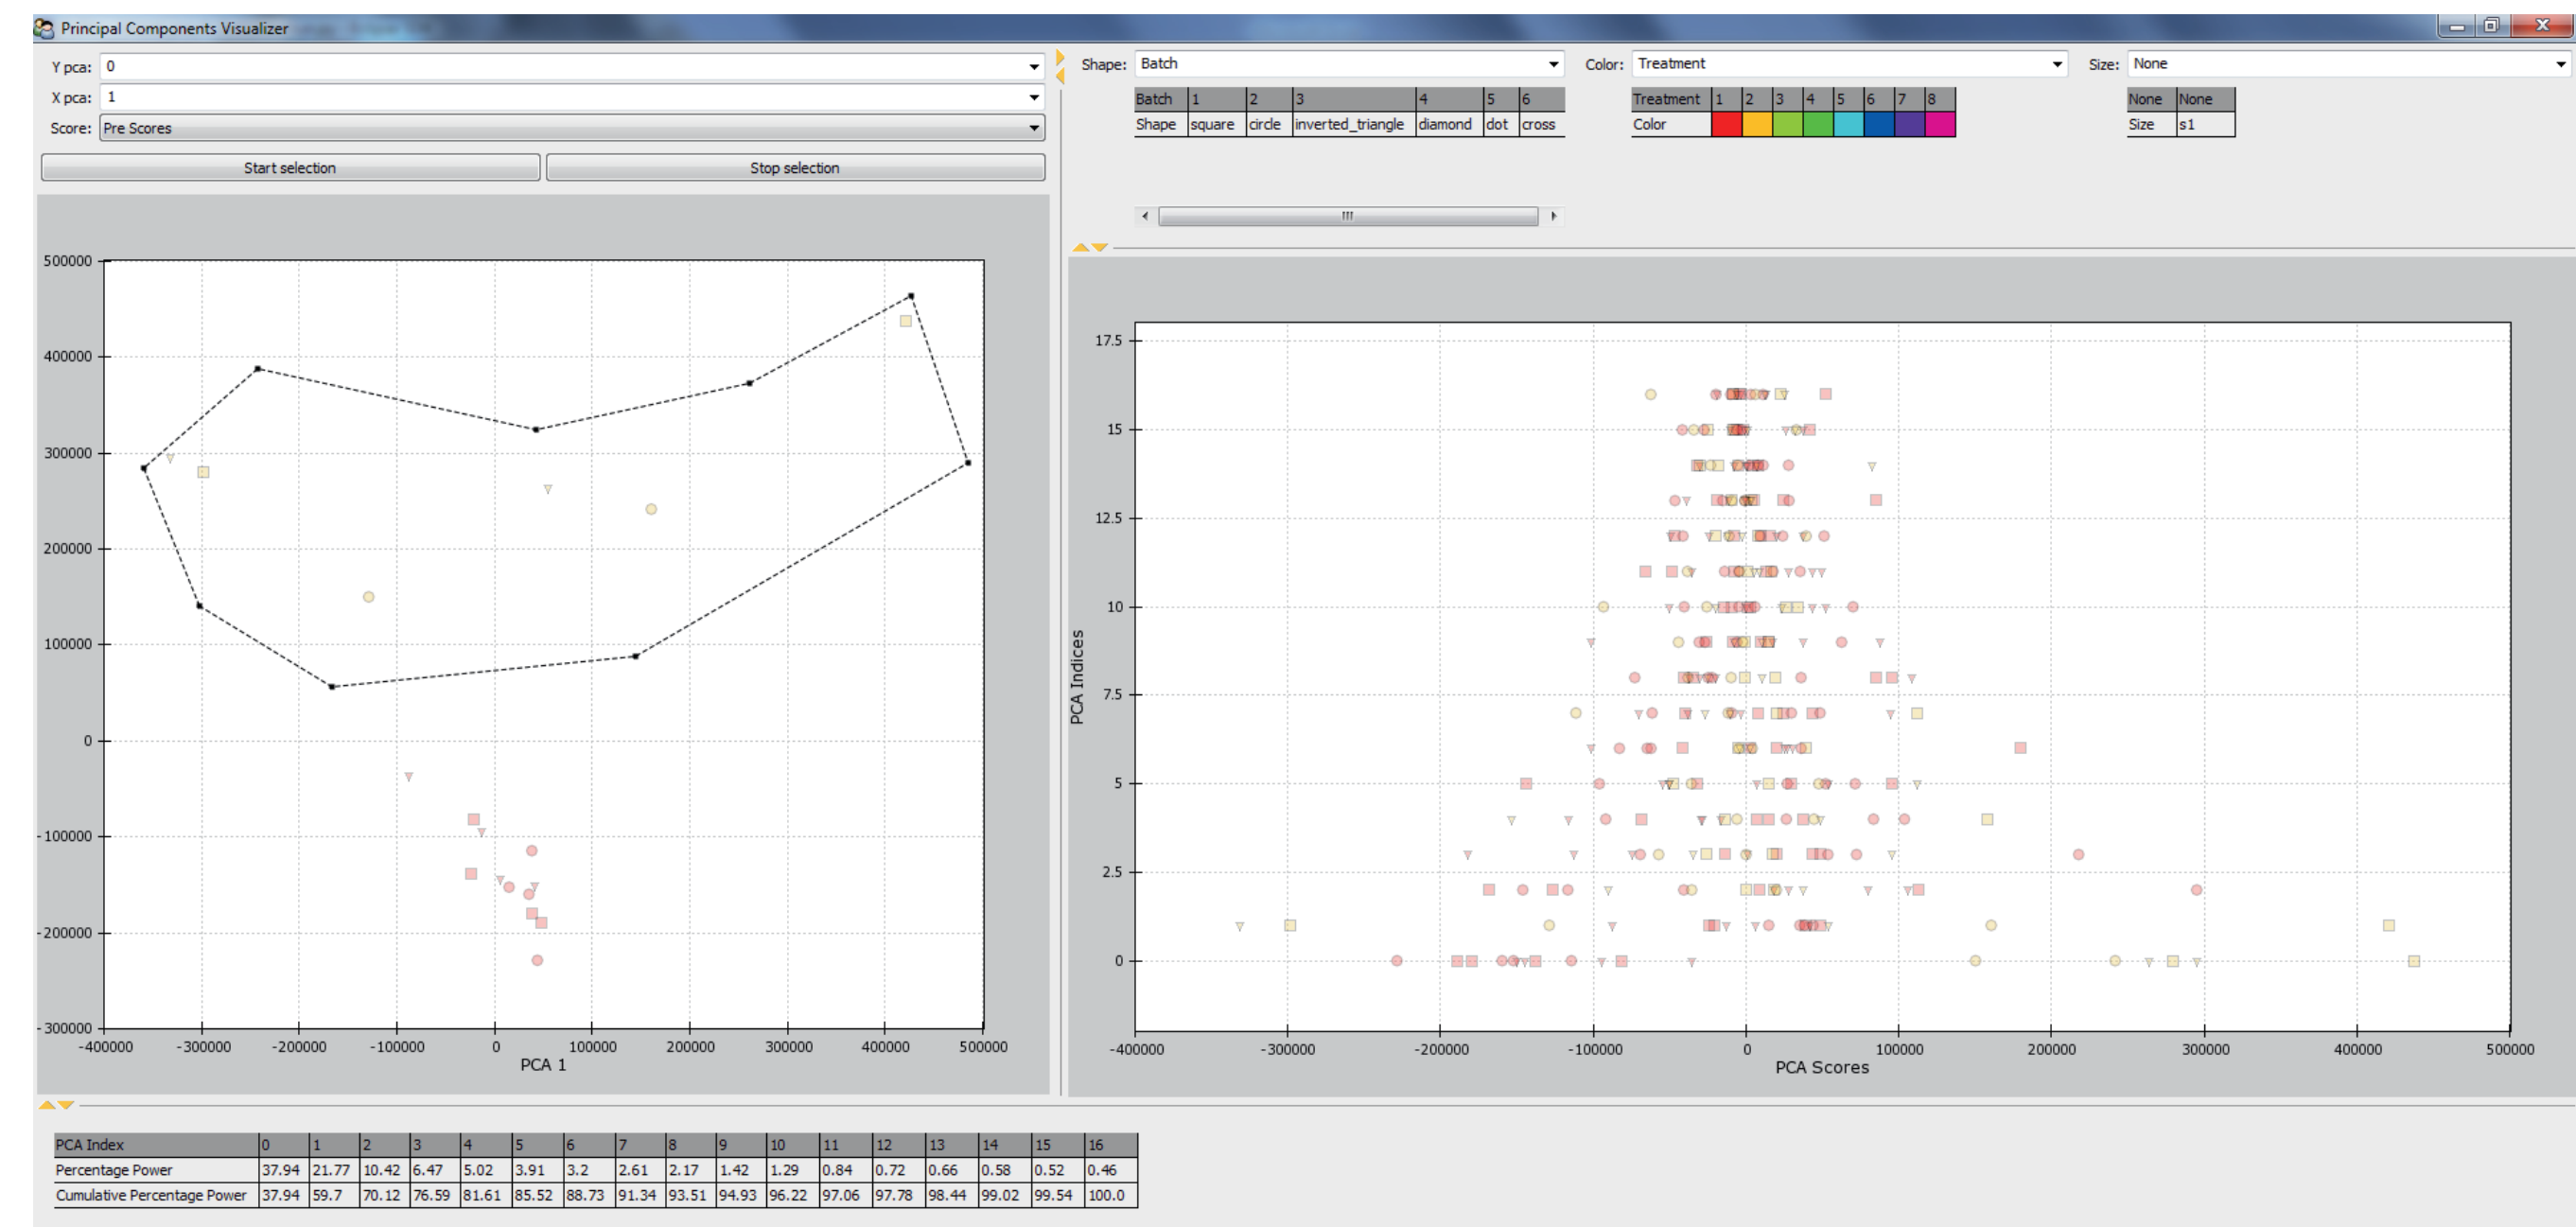 Principal Components Visualizer
Y pca: 0
X pca: 1
Score: Pre Scores
Start selection Stop selection
Shape: Batch Color: Treatment Size: None
Batch 1 2 3 4 5 6
Shape square circle inverted_triangle diamond dot cross
Treatment 1 2 3 4 5 6 7 8
Color
None None
Size s1
500000
400000
300000
200000
100000
0
-100000
-200000
-300000
-400000 -300000 -200000 -100000 0 100000 200000 300000 400000 500000
PCA 1
17.5
15
12.5
10
7.5
5
2.5
0
PCA Indices
-400000 -300000 -200000 -100000 0 100000 200000 300000 400000 500000
PCA Scores
PCA Index 0 1 2 3 4 5 6 7 8 9 10 11 12 13 14 15 16
Percentage Power 37.94 21.77 10.42 6.47 5.02 3.91 3.2 2.61 2.17 1.42 1.29 0.84 0.72 0.66 0.58 0.52 0.46
Cumulative Percentage Power 37.94 59.7 70.12 76.59 81.61 85.52 88.73 91.34 93.51 94.93 96.22 97.06 97.78 98.44 99.02 99.54 100.0